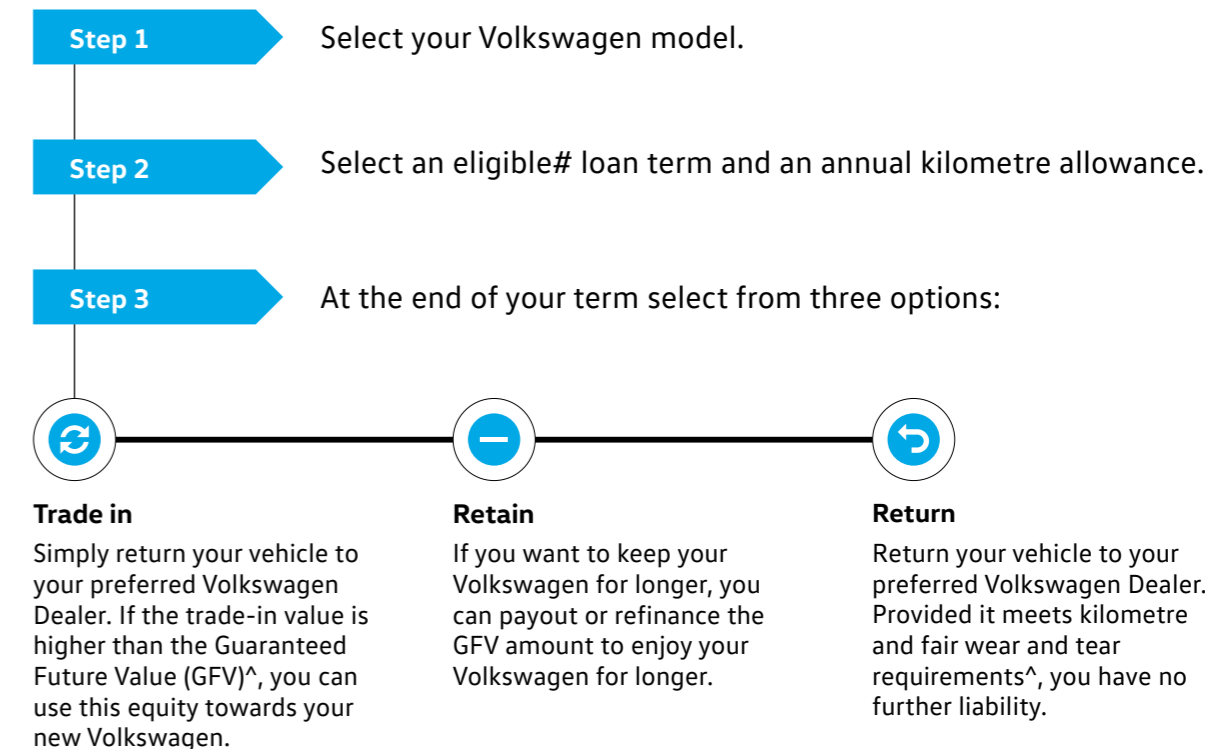 Step 1
Select your Volkswagen model.
Step 2
Select an eligible# loan term and an annual kilometre allowance.
Step 3
At the end of your term select from three options:
Trade in
Simply return your vehicle to
your preferred Volkswagen
Dealer. If the trade-in value is
higher than the Guaranteed
Future Value (GFV)^, you can
use this equity towards your
new Volkswagen.
Retain
If you want to keep your
Volkswagen for longer, you
can payout or refinance the
GFV amount to enjoy your
Volkswagen for longer.
Return
Return your vehicle to your
preferred Volkswagen Dealer.
Provided it meets kilometre
and fair wear and tear
requirements^, you have no
further liability.